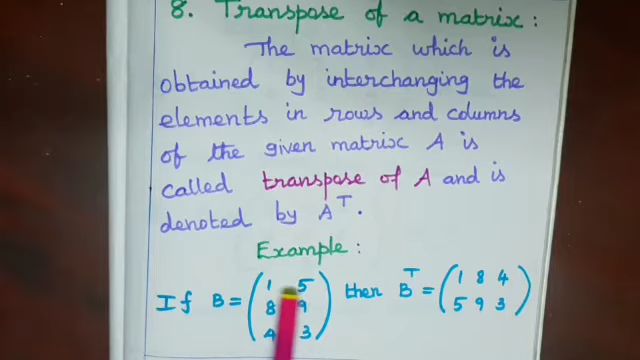 8. Transpose of a matrix:
The matrix which is
obtained by interchanging the
elements in rows and columns
of the given matrix A is
called transpose of A and is
denoted by Aᵀ.
Example:
If B = (1 5
8 9
4 3) then Bᵀ = (1 8 4
5 9 3)